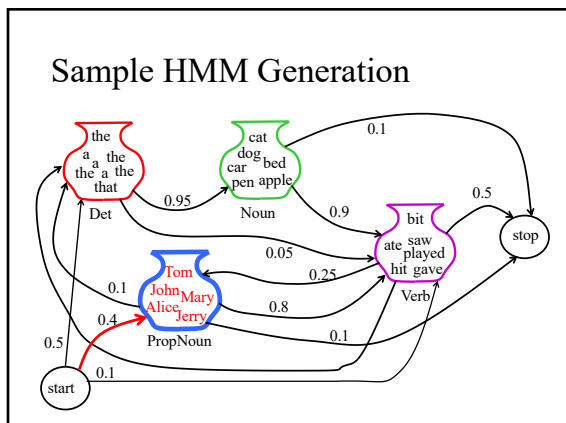 Sample HMM Generation
the
a a the
the a the
that
Det
cat
dog
car bed
pen apple
Noun
0.1
0.95
0.9
bit
ate saw
played
hit gave
Verb
0.5
stop
0.05
0.25
Tom
John Mary
Alice
Jerry
PropNoun
0.1
0.8
0.1
0.4
0.5
0.1
start